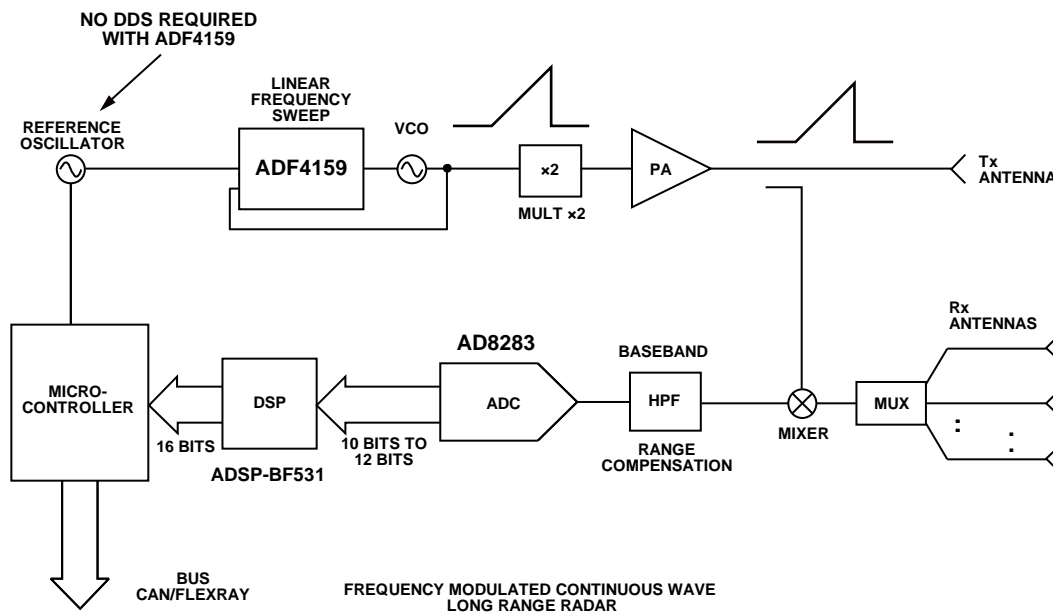 NO DDS REQUIRED
WITH ADF4159
LINEAR
FREQUENCY
SWEEP
REFERENCE
OSCILLATOR
VCO
ADF4159
×2
PA
Tx
ANTENNA
MULT ×2
Rx
ANTENNAS
AD8283
BASEBAND
MICRO-
CONTROLLER
DSP
ADC
HPF
MUX
MIXER
16 BITS
10 BITS TO
12 BITS
RANGE
COMPENSATION
ADSP-BF531
BUS
CAN/FLEXRAY
FREQUENCY MODULATED CONTINUOUS WAVE
LONG RANGE RADAR